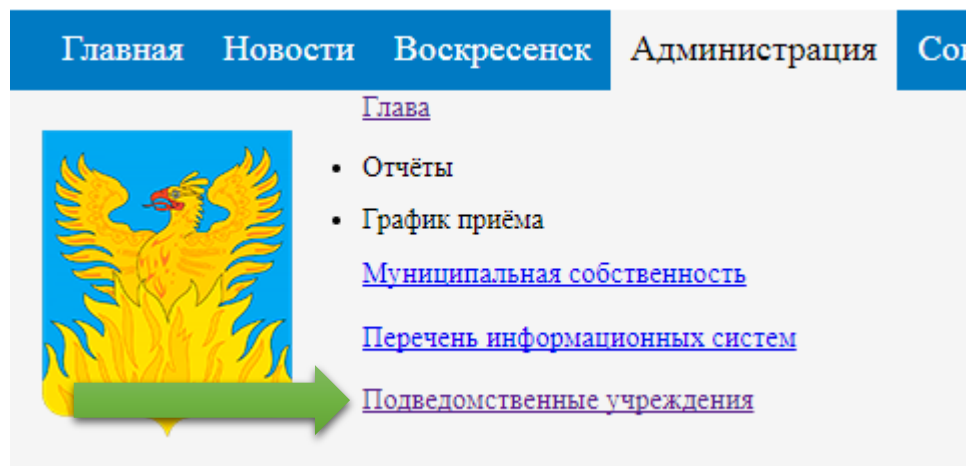 Главная Новости Воскресенск Администрация
Глава
• Отчёты
• График приёма
Муниципальная собственность
Перечень информационных систем
Подведомственные учреждения